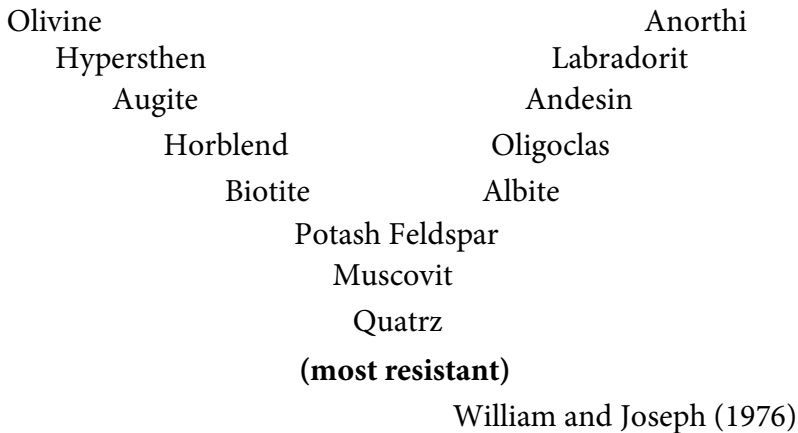 Olivine Anorthi
Hypersthen Labradorit
Augite Andesin
Horblend Oligoclas
Biotite Albite
Potash Feldspar
Muscovit
Quatrz
(most resistant)
William and Joseph (1976)